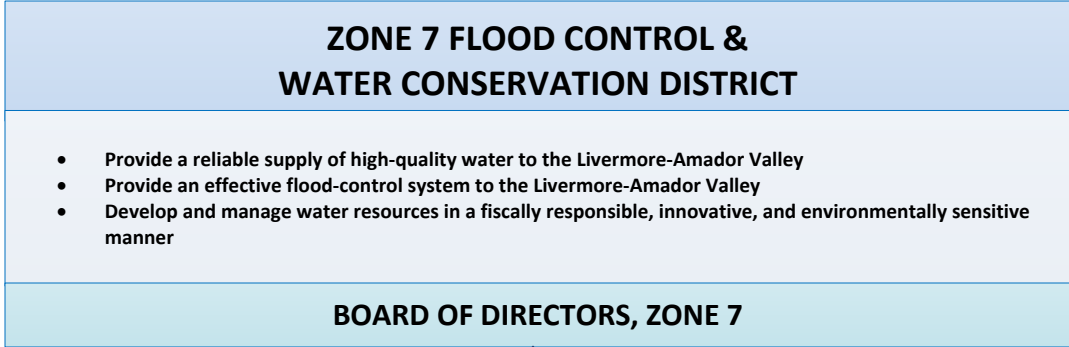 ZONE 7 FLOOD CONTROL &
WATER CONSERVATION DISTRICT
• Provide a reliable supply of high-quality water to the Livermore-Amador Valley
• Provide an effective flood-control system to the Livermore-Amador Valley
• Develop and manage water resources in a fiscally responsible, innovative, and environmentally sensitive
manner
BOARD OF DIRECTORS, ZONE 7